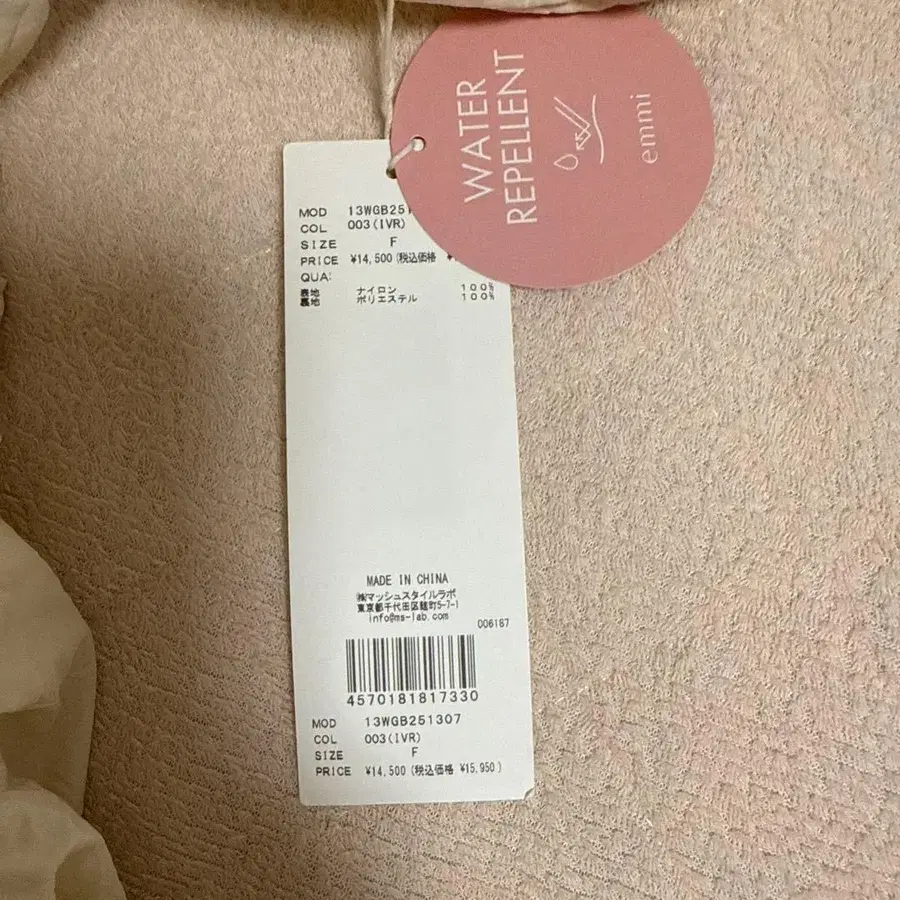 WATER
REPELLENT
emmi
MOD 13WGB251
COL 003(IVR)
SIZE F
PRICE ¥14,500(税込価格 ¥
QUA:
表地 ナイロン 100%
裏地 ポリエステル 100%
MADE IN CHINA
㈱マッシュスタイルラボ
東京都千代田区麹町5-7-1
info@ms-lab.com
006187
4570181817330
MOD 13WGB251307
COL 003(IVR)
SIZE F
PRICE ¥14,500(税込価格 ¥15,950)